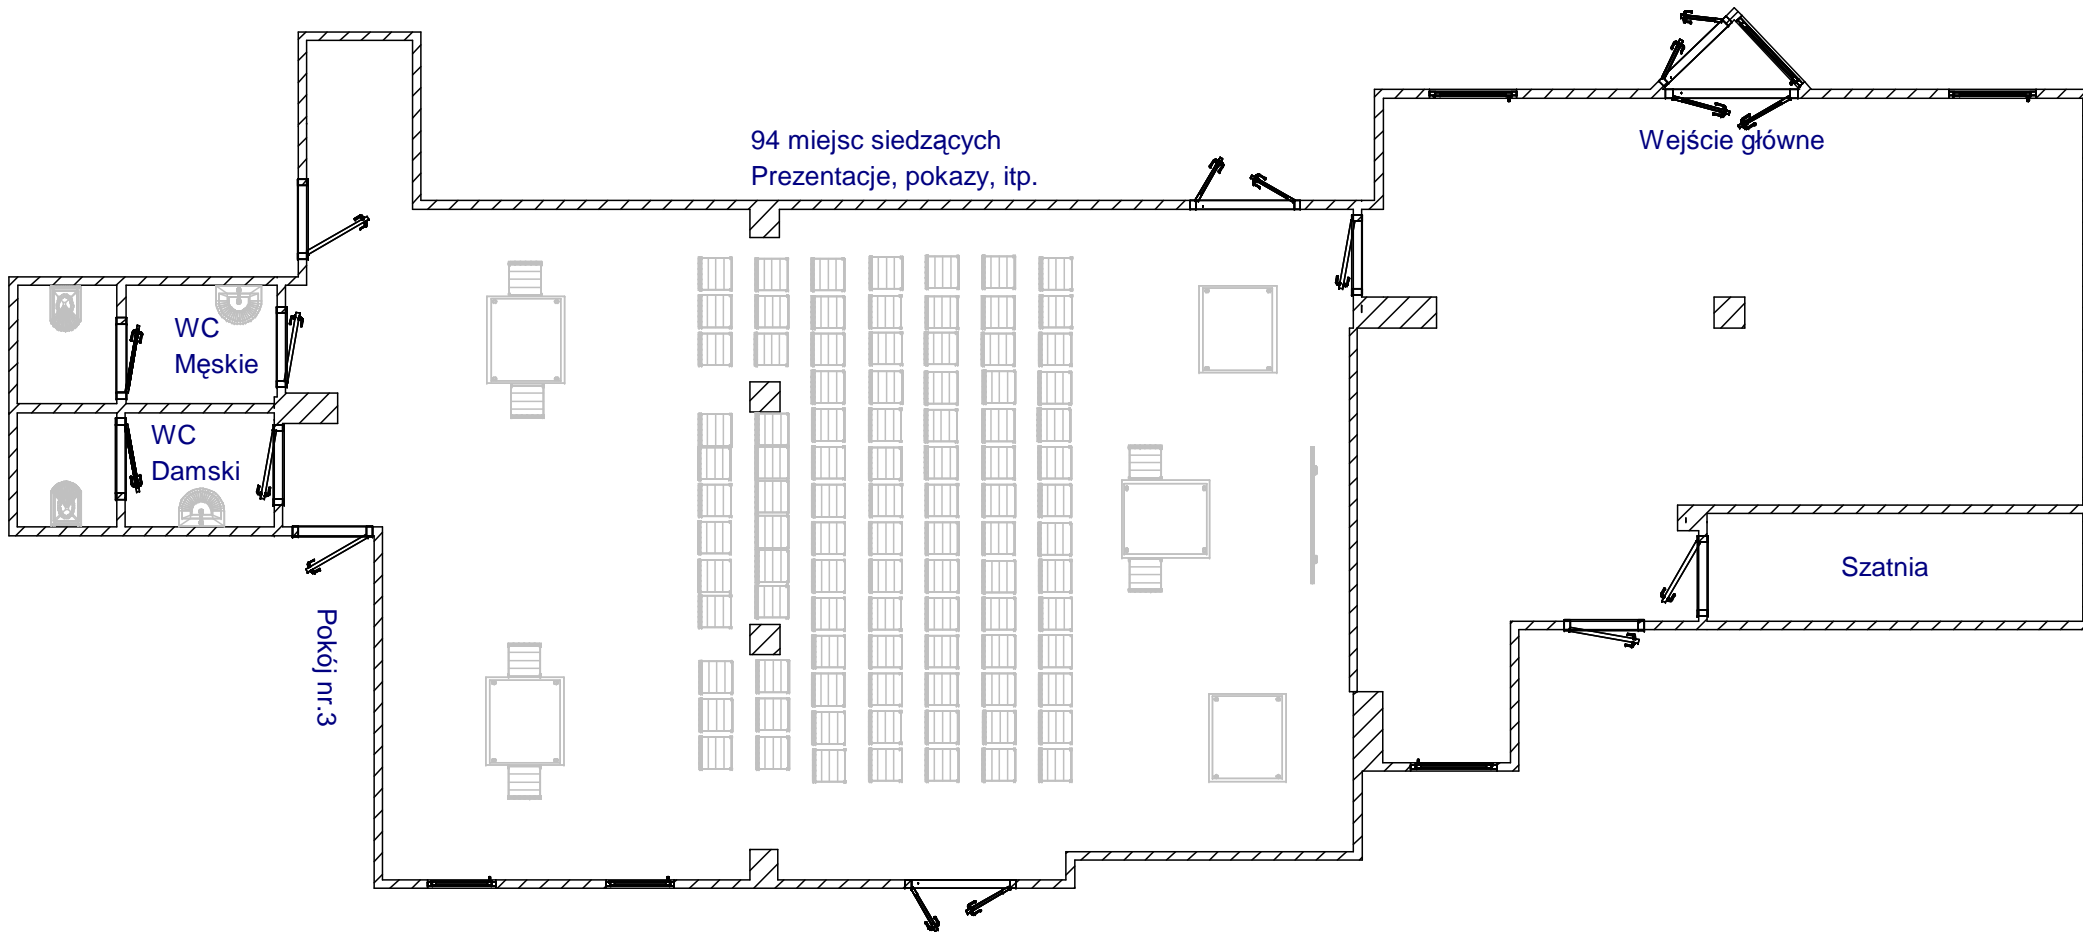 94 miejsc siedzących
Prezentacje, pokazy, itp.
Wejście główne
WC
Męskie
WC
Damski
Szatnia
Pokój nr.3